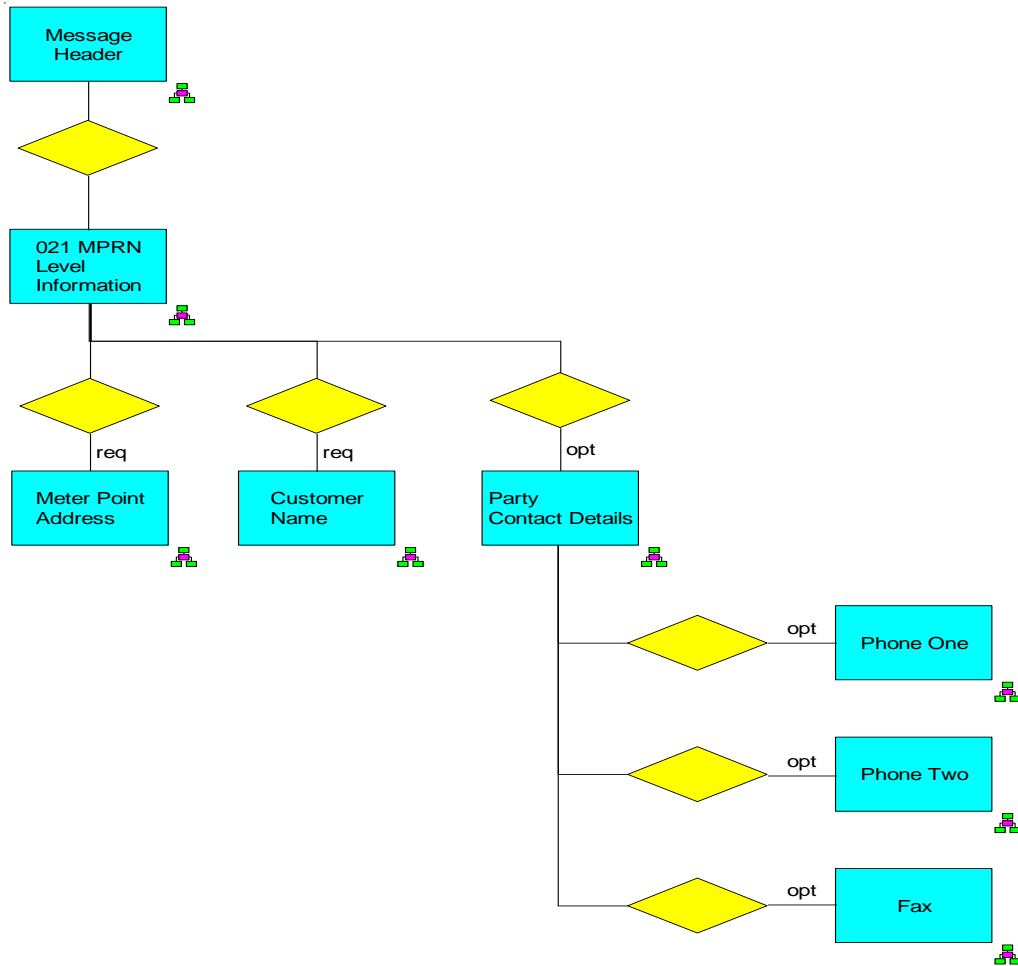 Message
Header
021 MPRN
Level
Information
req
req
opt
Meter Point
Address
Customer
Name
Party
Contact Details
opt
Phone One
opt
Phone Two
opt
Fax